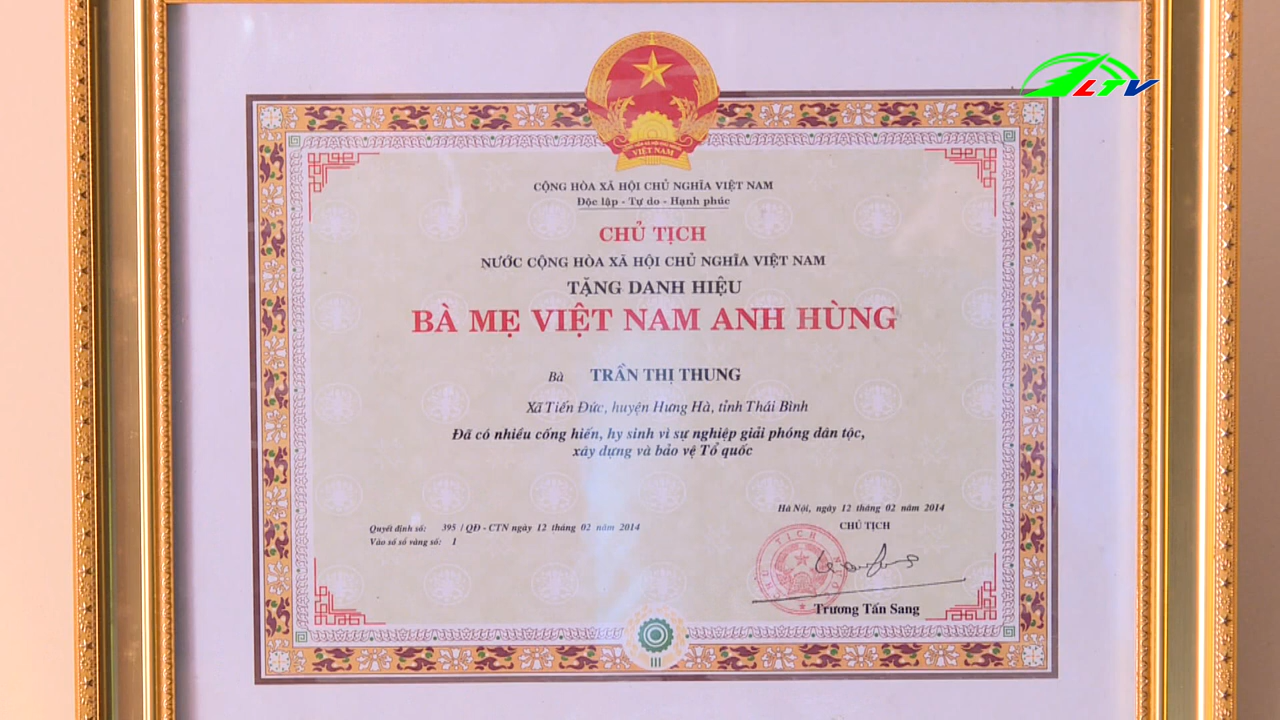 LTV
VIỆT NAM
CỘNG HÒA XÃ HỘI CHỦ NGHĨA VIỆT NAM
Độc lập - Tự do - Hạnh phúc
CHỦ TỊCH
NƯỚC CỘNG HÒA XÃ HỘI CHỦ NGHĨA VIỆT NAM
TẶNG DANH HIỆU
BÀ MẸ VIỆT NAM ANH HÙNG
Bà TRẦN THỊ THUNG
Xã Tiến Đức, huyện Hưng Hà, tỉnh Thái Bình
Đã có nhiều cống hiến, hy sinh vì sự nghiệp giải phóng dân tộc,
xây dựng và bảo vệ Tổ quốc
Hà Nội, ngày 12 tháng 02 năm 2014
CHỦ TỊCH
Quyết định số: 395 / QĐ - CTN ngày 12 tháng 02 năm 2014
Vào sổ số vàng số: 1
TỊCH
Trương Tấn Sang